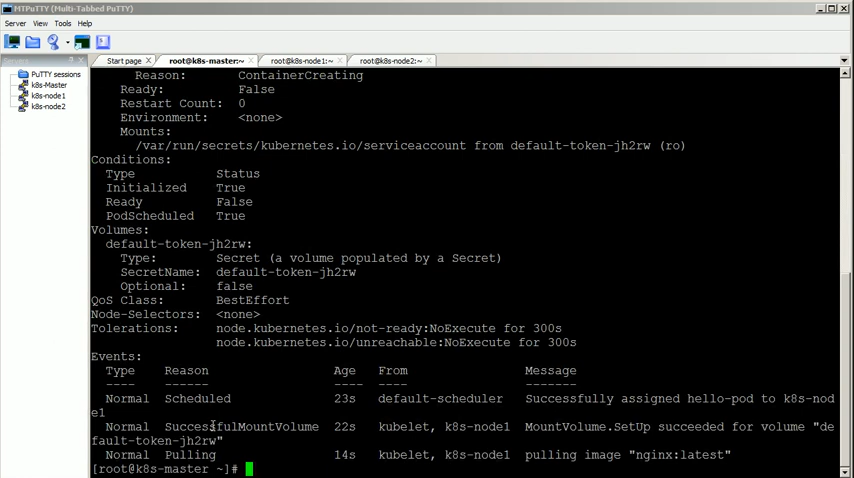 MTPuTTY (Multi-Tabbed PuTTY)
Server View Tools Help
Start page root@k8s-master:~ root@k8s-node1:~ root@k8s-node2:~
PuTTY sessions
k8s-Master
k8s-node1
k8s-node2
Reason: ContainerCreating
Ready: False
Restart Count: 0
Environment: <none>
Mounts:
/var/run/secrets/kubernetes.io/serviceaccount from default-token-jh2rw (ro)
Conditions:
Type Status
Initialized True
Ready False
PodScheduled True
Volumes:
default-token-jh2rw:
Type: Secret (a volume populated by a Secret)
SecretName: default-token-jh2rw
Optional: false
QoS Class: BestEffort
Node-Selectors: <none>
Tolerations: node.kubernetes.io/not-ready:NoExecute for 300s
node.kubernetes.io/unreachable:NoExecute for 300s
Events:
Type Reason Age From Message
---- ------ ---- ---- -------
Normal Scheduled 23s default-scheduler Successfully assigned hello-pod to k8s-nod
e1
Normal SuccessfulMountVolume 22s kubelet, k8s-node1 MountVolume.SetUp succeeded for volume "de
fault-token-jh2rw"
Normal Pulling 14s kubelet, k8s-node1 pulling image "nginx:latest"
[root@k8s-master ~]#